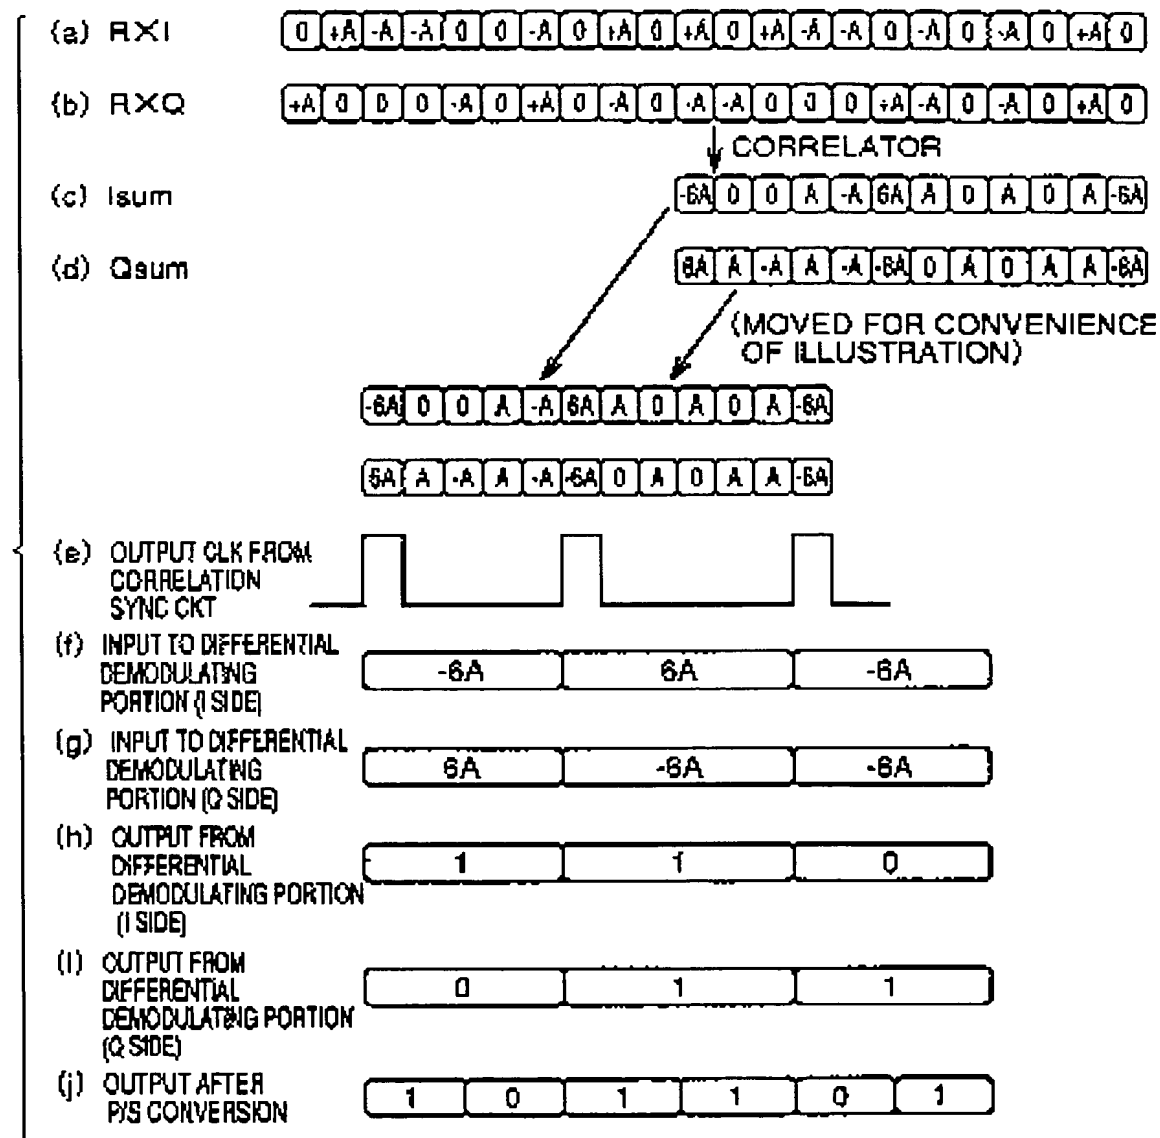 (a) RXI 0 +A -A -A 0 0 -A 0 +A 0 +A 0 +A -A -A 0 -A 0 -A 0 +A 0
(b) RXQ +A 0 0 0 -A 0 +A 0 -A 0 -A -A 0 0 0 +A -A 0 -A 0 +A 0
CORRELATOR
(c) Isum -6A 0 0 A -A 6A A 0 A 0 A -6A
(d) Qsum 6A A -A A -A -6A 0 A 0 A A -6A
(MOVED FOR CONVENIENCE
OF ILLUSTRATION)
-6A 0 0 A -A 6A A 0 A 0 A -6A
6A A -A A -A -6A 0 A 0 A A -6A
(e) OUTPUT CLK FROM
CORRELATION
SYNC CKT
(f) INPUT TO DIFFERENTIAL
DEMODULATING
PORTION (I SIDE)
-6A 6A -6A
(g) INPUT TO DIFFERENTIAL
DEMODULATING
PORTION (Q SIDE)
6A -6A -6A
(h) OUTPUT FROM
DIFFERENTIAL
DEMODULATING PORTION
(I SIDE)
1 1 0
(I) OUTPUT FROM
DIFFERENTIAL
DEMODULATING PORTION
(Q SIDE)
0 1 1
(j) OUTPUT AFTER
P/S CONVERSION
1 0 1 1 0 1